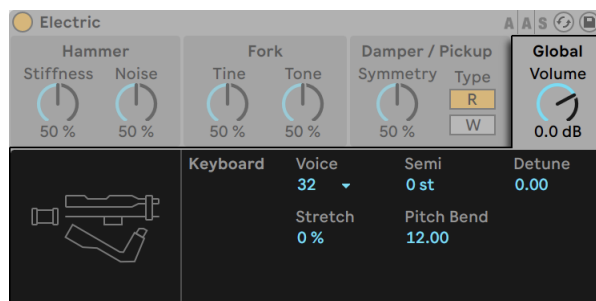 Electric A A S
Hammer Fork Damper / Pickup Global
Stiffness Noise Tine Tone Symmetry Type Volume
R
W
50 % 50 % 50 % 50 % 50 % 0.0 dB
Keyboard Voice Semi Detune
32 0 st 0.00
Stretch Pitch Bend
0 % 12.00